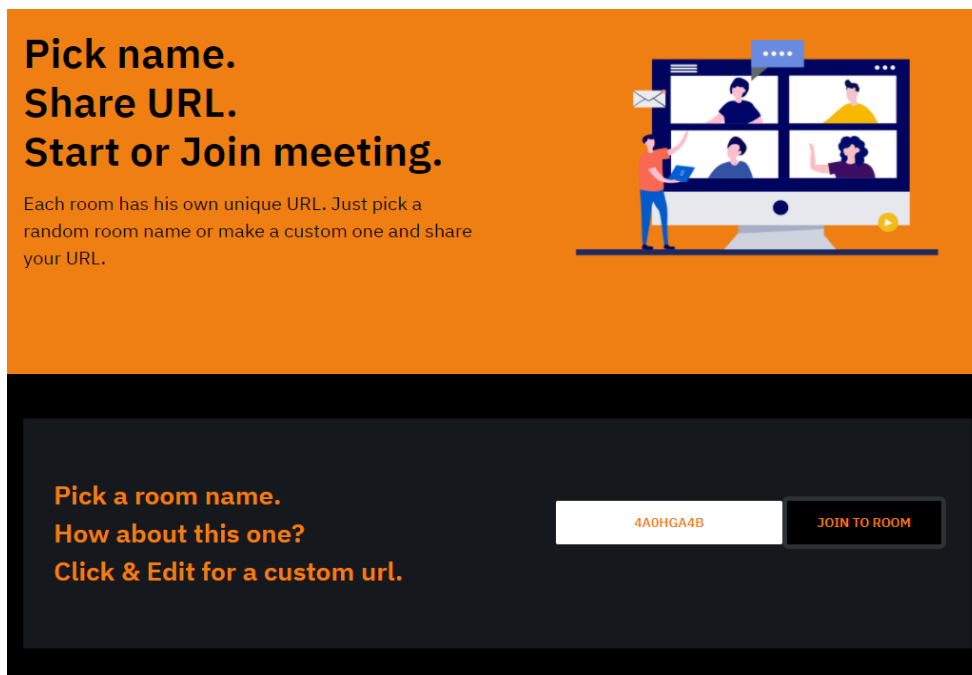 Pick name.
Share URL.
Start or Join meeting.
Each room has his own unique URL. Just pick a
random room name or make a custom one and share
your URL.
Pick a room name.
How about this one?
Click & Edit for a custom url.
4A0HGA4B
JOIN TO ROOM